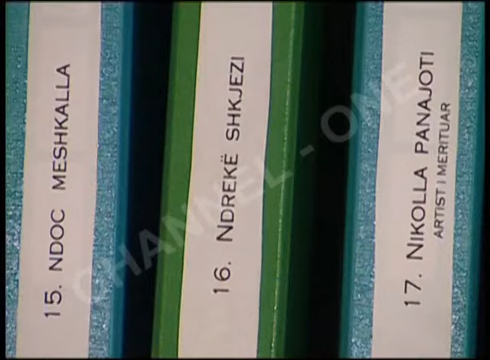 15. NDOC MESHKALLA
16. NDREKË SHKJEZI
17. NIKOLLA PANAJOTI
ARTIST I MERITUAR
CHANNEL - ONE